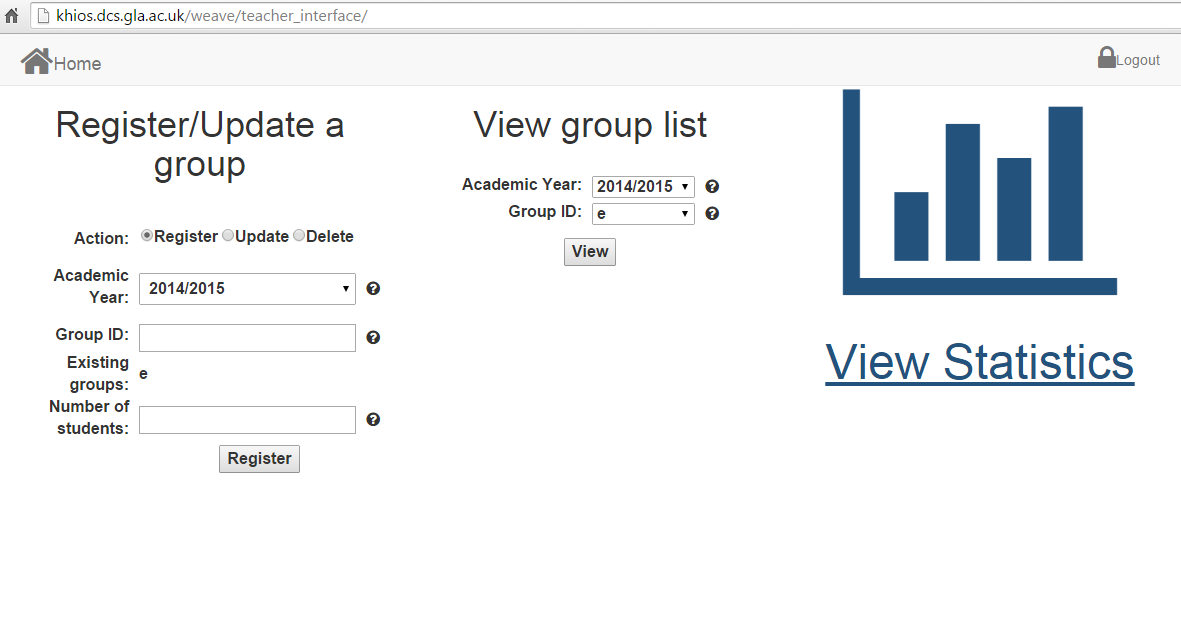 khios.dcs.gla.ac.uk/weave/teacher_interface/
Home
Logout
Register/Update a
group
Action:
Register Update Delete
Academic
Year:
2014/2015
Group ID:
Existing
groups:
e
Number of
students:
Register
View group list
Academic Year: 2014/2015
Group ID: e
View
View Statistics